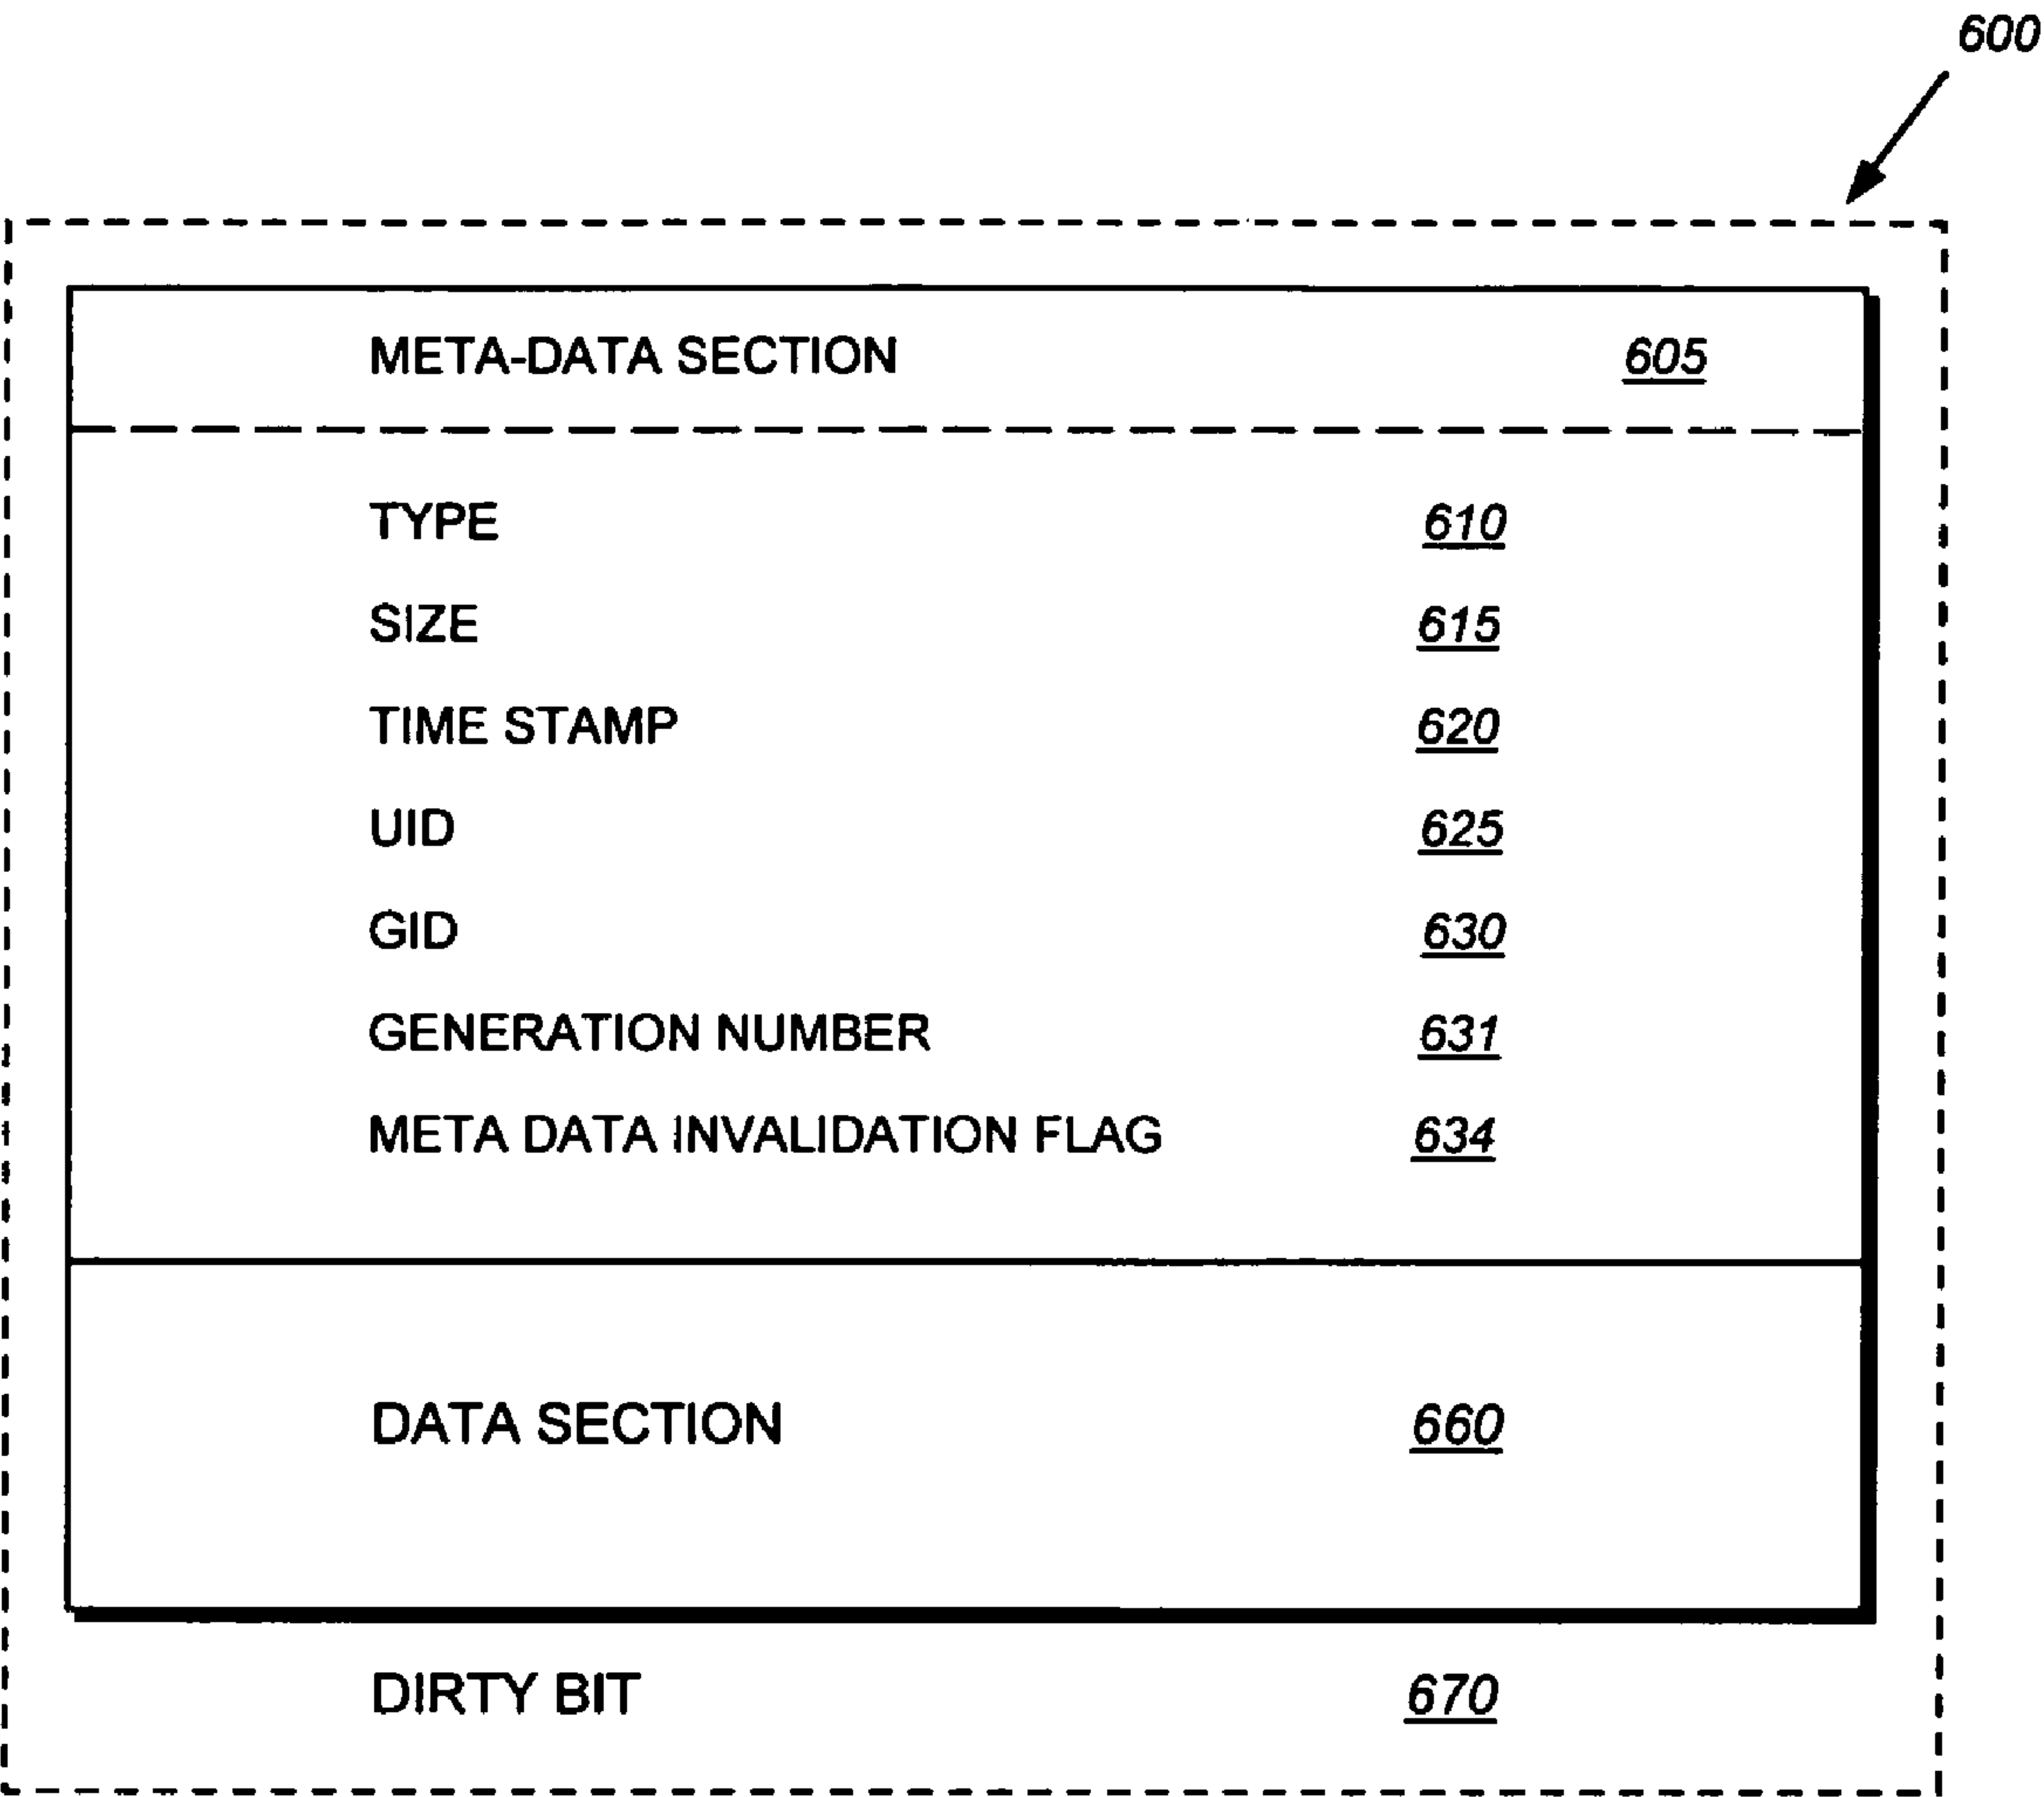 600
META-DATA SECTION 605
TYPE 610
SIZE 615
TIME STAMP 620
UID 625
GID 630
GENERATION NUMBER 631
META DATA INVALIDATION FLAG 634
DATA SECTION 660
DIRTY BIT 670